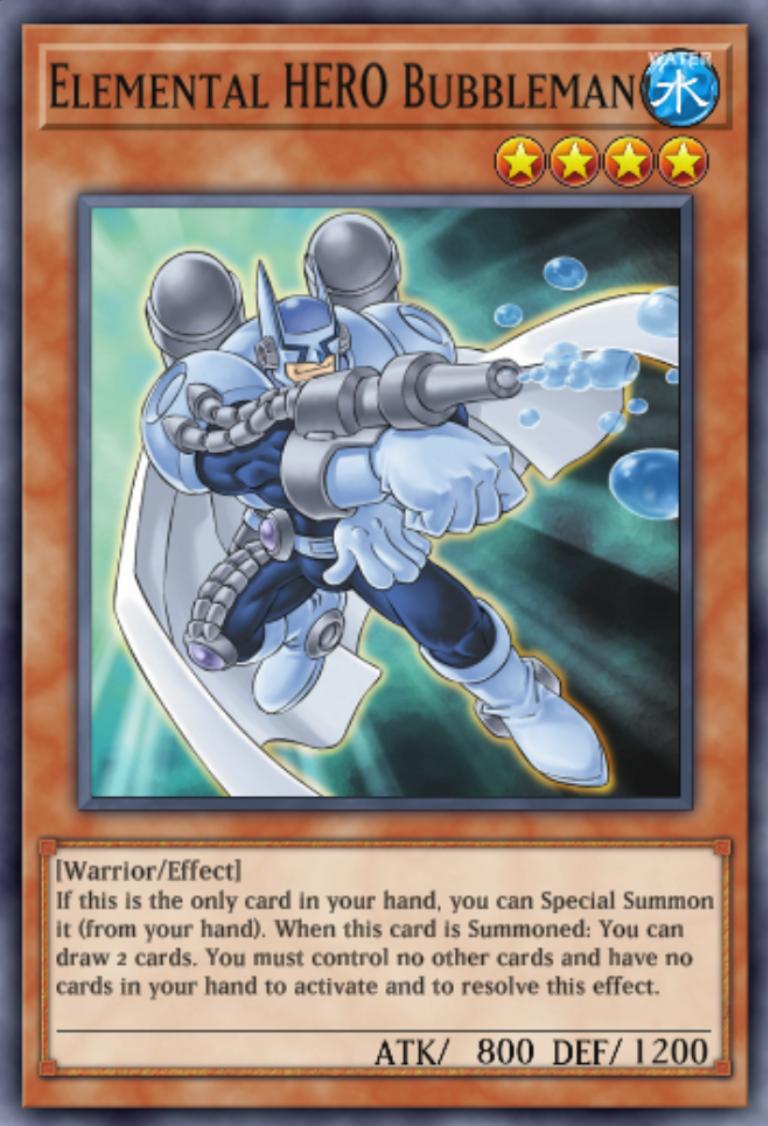 Elemental HERO Bubbleman
WATER
水
[Warrior/Effect]
If this is the only card in your hand, you can Special Summon
it (from your hand). When this card is Summoned: You can
draw 2 cards. You must control no other cards and have no
cards in your hand to activate and to resolve this effect.
ATK/ 800 DEF/ 1200